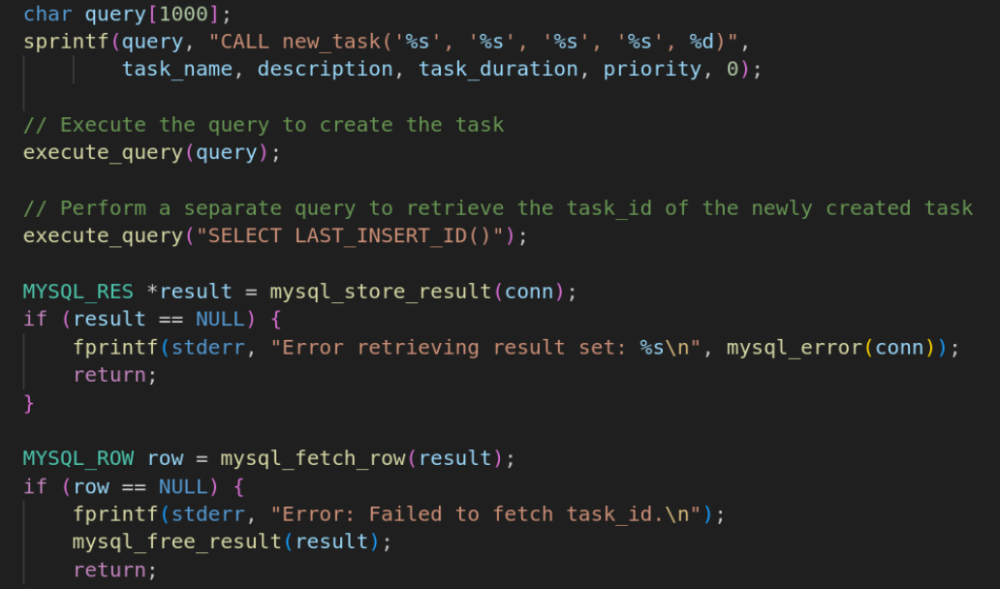 char query[1000];
sprintf(query, "CALL new_task('%s', '%s', '%s', '%s', %d)",
task_name, description, task_duration, priority, 0);
// Execute the query to create the task
execute_query(query);
// Perform a separate query to retrieve the task_id of the newly created task
execute_query("SELECT LAST_INSERT_ID()");
MYSQL_RES *result = mysql_store_result(conn);
if (result == NULL) {
fprintf(stderr, "Error retrieving result set: %s\n", mysql_error(conn));
return;
}
MYSQL_ROW row = mysql_fetch_row(result);
if (row == NULL) {
fprintf(stderr, "Error: Failed to fetch task_id.\n");
mysql_free_result(result);
return;